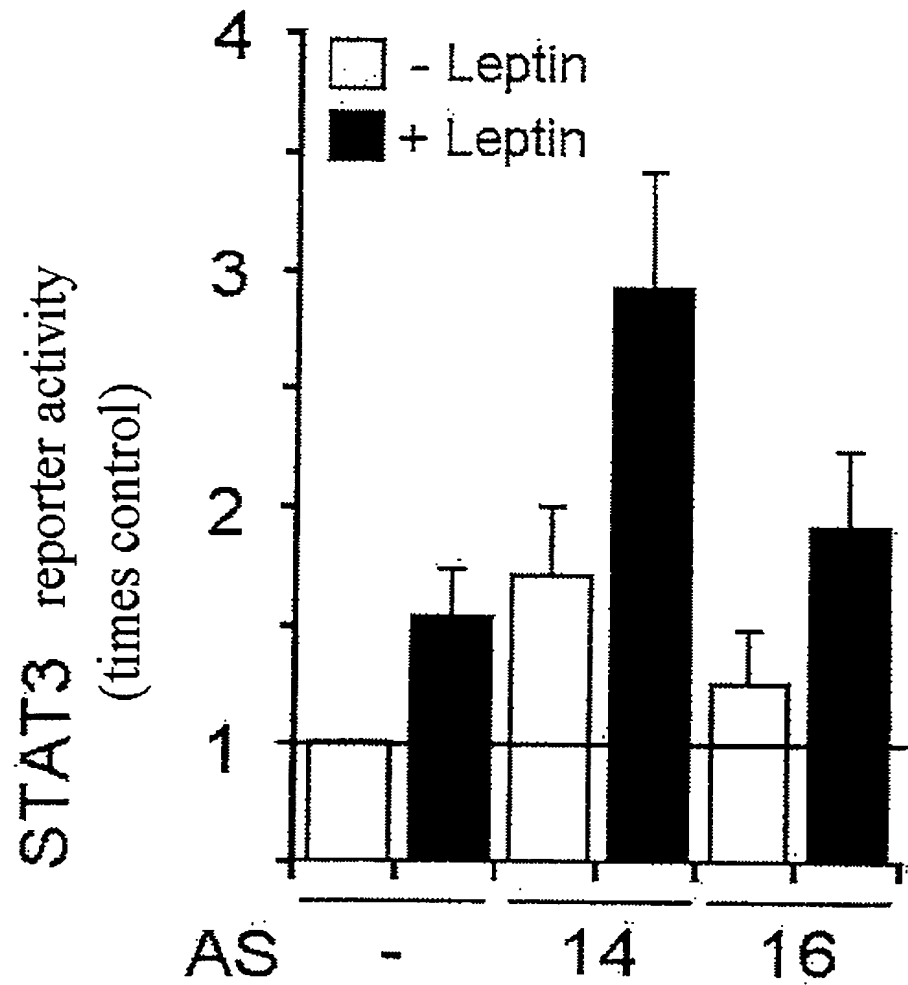 4
- Leptin
+ Leptin
3
2
1
STAT3 reporter activity
(times control)
AS - 14 16